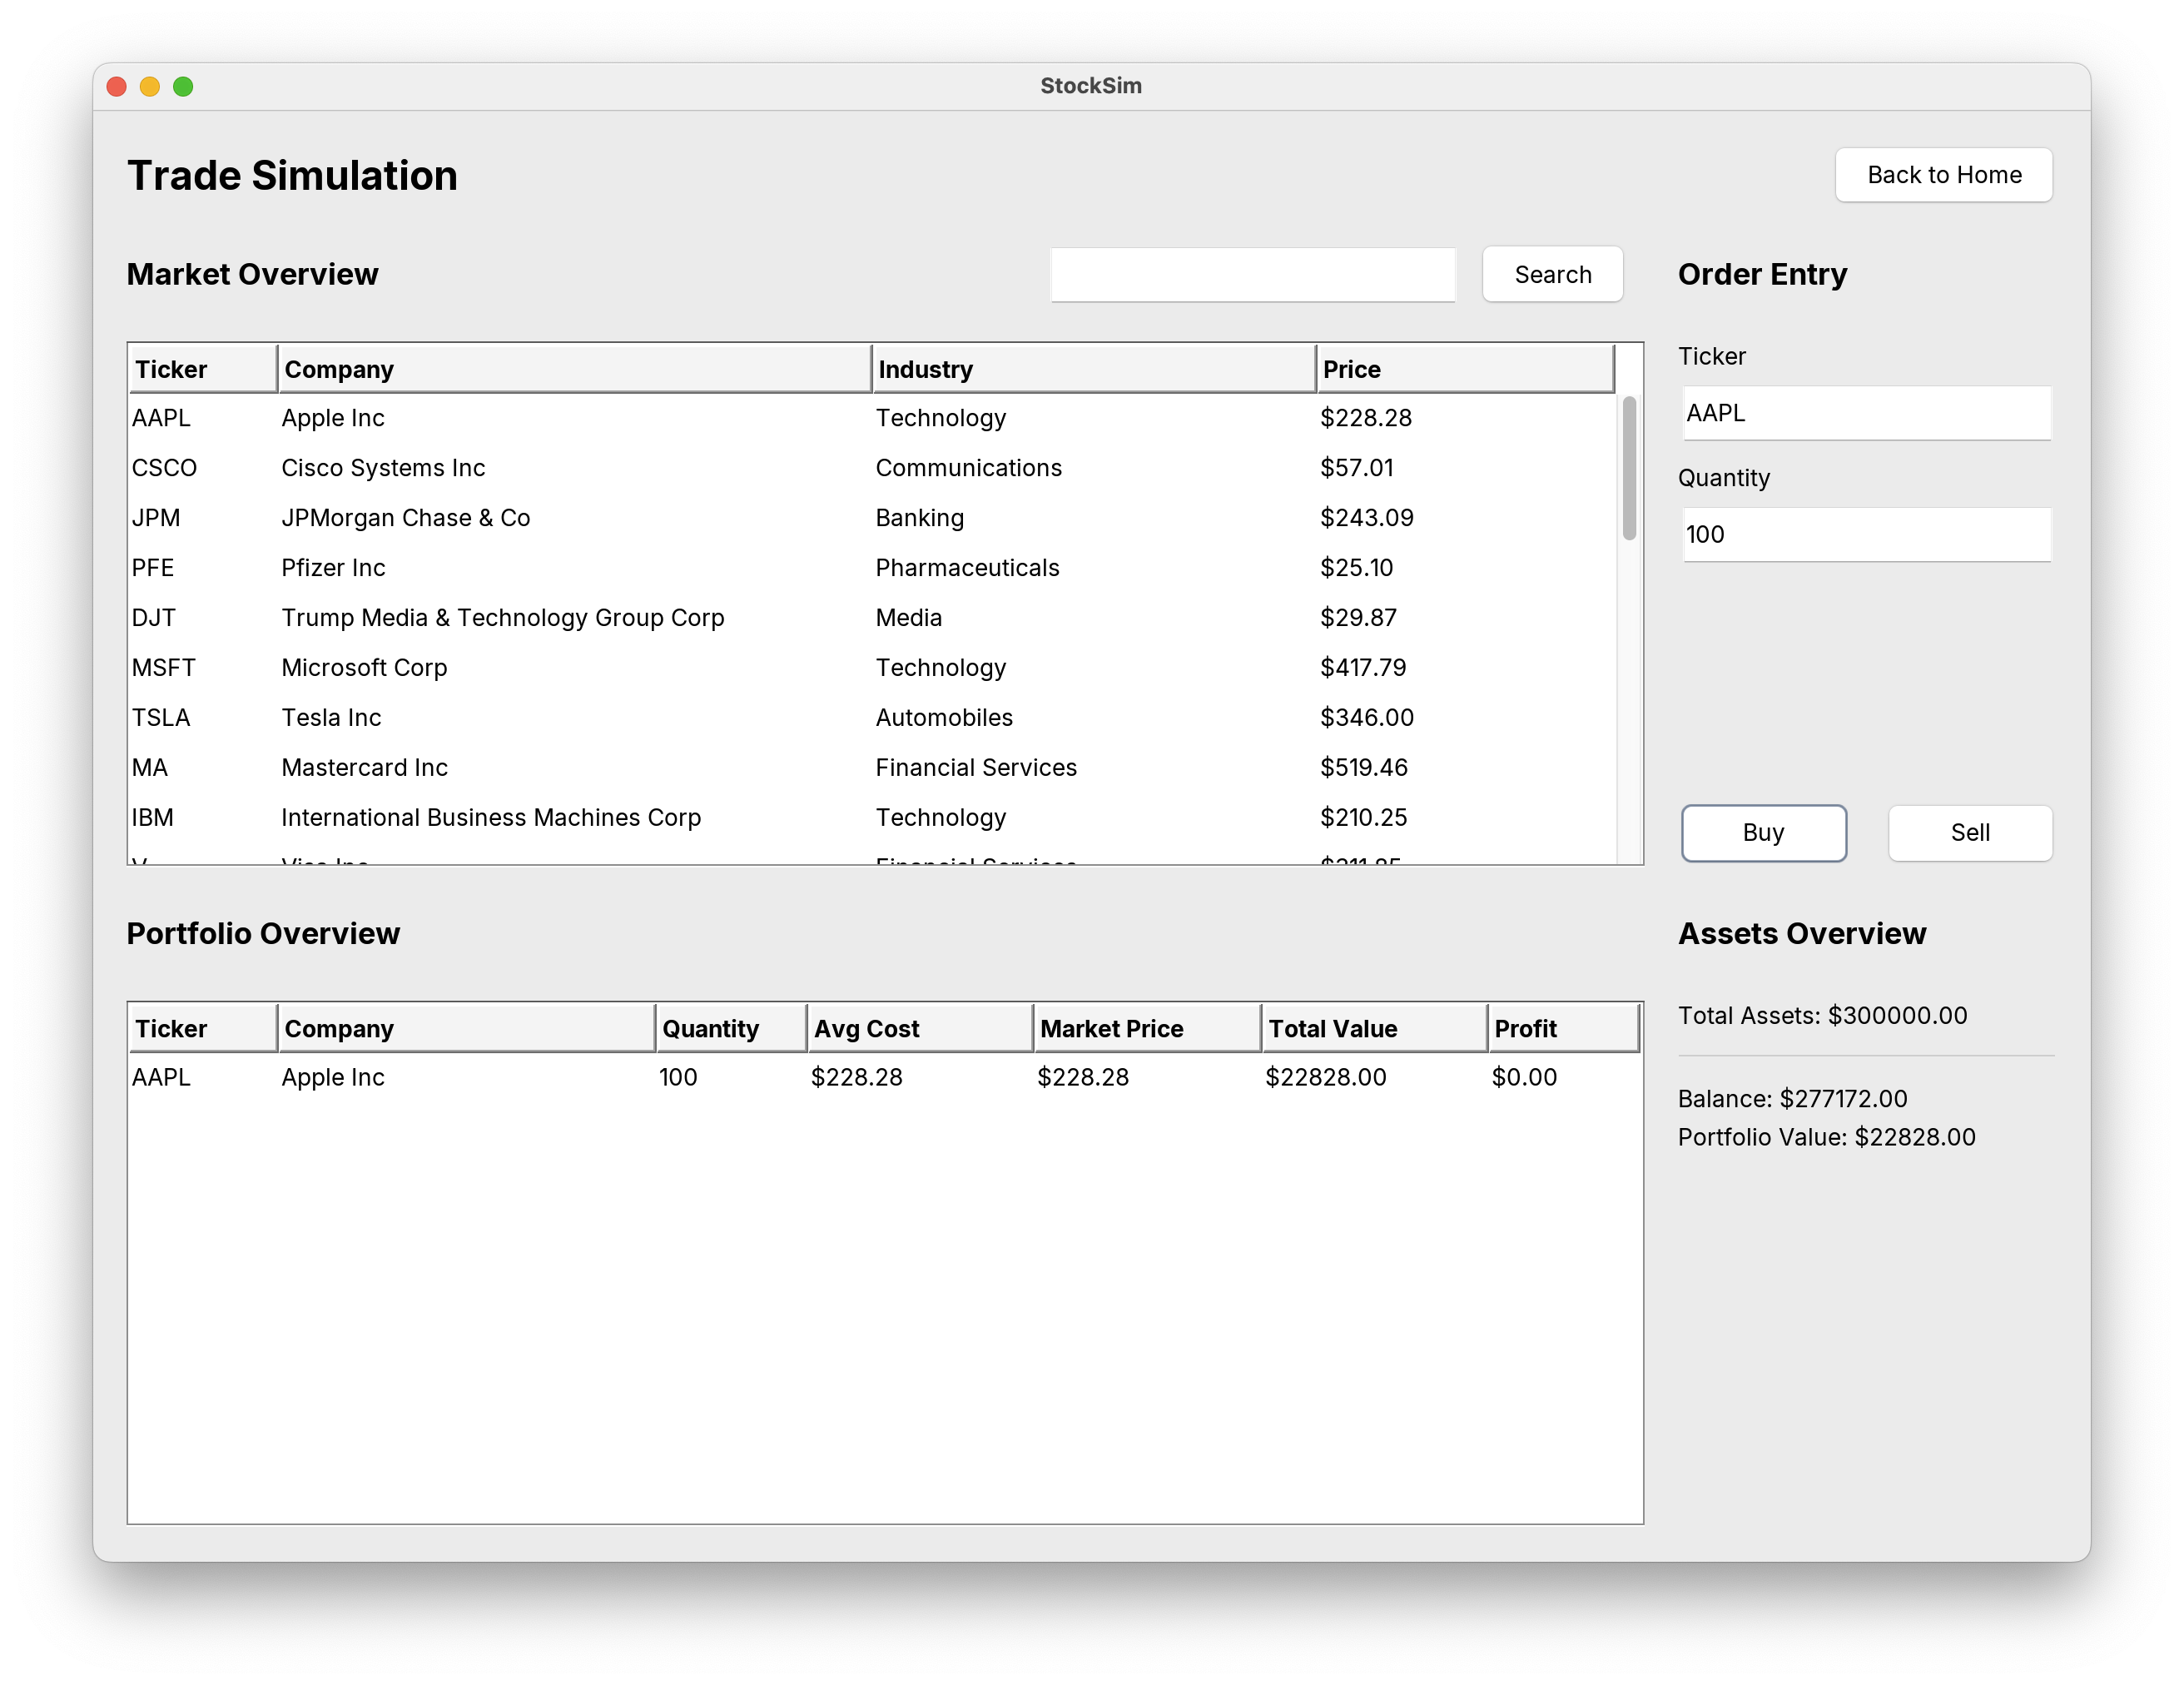 StockSim
Trade Simulation
Back to Home
Market Overview
Search
Ticker Company Industry Price
AAPL Apple Inc Technology $228.28
CSCO Cisco Systems Inc Communications $57.01
JPM JPMorgan Chase & Co Banking $243.09
PFE Pfizer Inc Pharmaceuticals $25.10
DJT Trump Media & Technology Group Corp Media $29.87
MSFT Microsoft Corp Technology $417.79
TSLA Tesla Inc Automobiles $346.00
MA Mastercard Inc Financial Services $519.46
IBM International Business Machines Corp Technology $210.25
Order Entry
Ticker
AAPL
Quantity
100
Buy Sell
Portfolio Overview
Ticker Company Quantity Avg Cost Market Price Total Value Profit
AAPL Apple Inc 100 $228.28 $228.28 $22828.00 $0.00
Assets Overview
Total Assets: $300000.00
Balance: $277172.00
Portfolio Value: $22828.00